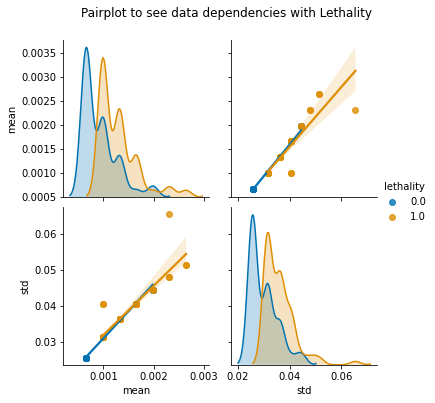 Pairplot to see data dependencies with Lethality
0.0035
0.0030
0.0025
0.0020
0.0015
0.0010
0.0005
mean
lethality
0.0
1.0
0.06
0.05
0.04
0.03
std
0.001 0.002 0.003
mean
0.02 0.04 0.06
std